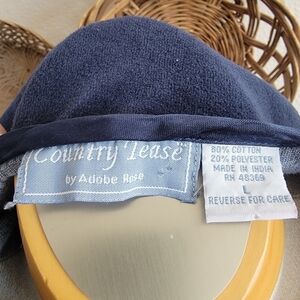 Country Tease
by Adobe Rose
80% COTTON
20% POLYESTER
MADE IN INDIA
RN 48369
L
REVERSE FOR CARE